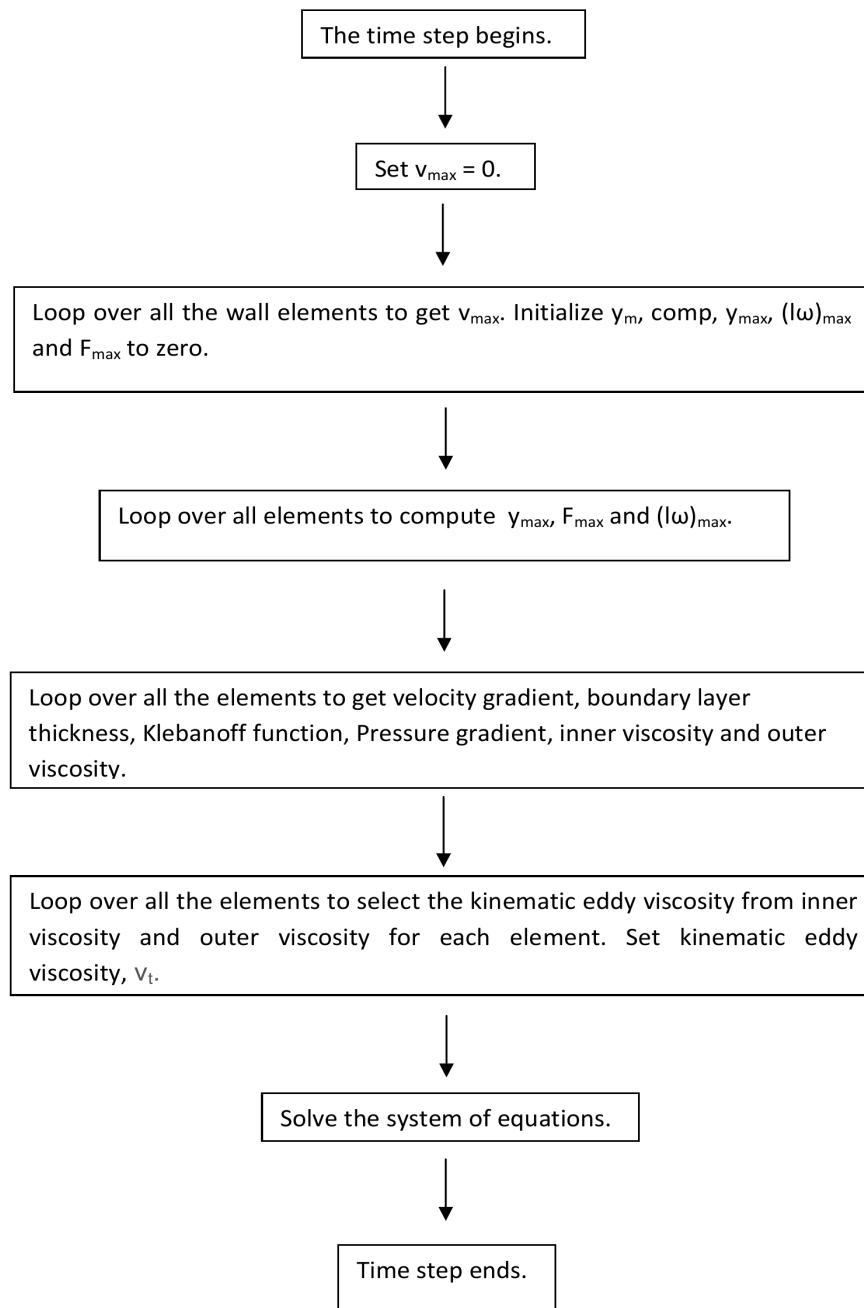 The time step begins.
Set vₘₐₓ = 0.
Loop over all the wall elements to get vₘₐₓ. Initialize yₘ, comp, yₘₐₓ, (lω)ₘₐₓ
and Fₘₐₓ to zero.
Loop over all elements to compute yₘₐₓ, Fₘₐₓ and (lω)ₘₐₓ.
Loop over all the elements to get velocity gradient, boundary layer
thickness, Klebanoff function, Pressure gradient, inner viscosity and outer
viscosity.
Loop over all the elements to select the kinematic eddy viscosity from inner
viscosity and outer viscosity for each element. Set kinematic eddy
viscosity, vₜ.
Solve the system of equations.
Time step ends.